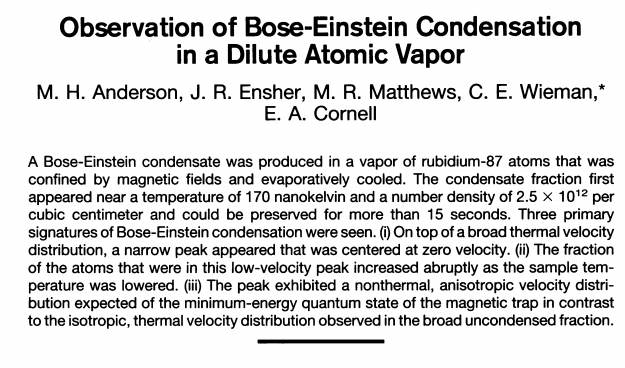 Observation of Bose-Einstein Condensation
in a Dilute Atomic Vapor
M. H. Anderson, J. R. Ensher, M. R. Matthews, C. E. Wieman,*
E. A. Cornell
A Bose-Einstein condensate was produced in a vapor of rubidium-87 atoms that was
confined by magnetic fields and evaporatively cooled. The condensate fraction first
appeared near a temperature of 170 nanokelvin and a number density of 2.5 × 10¹² per
cubic centimeter and could be preserved for more than 15 seconds. Three primary
signatures of Bose-Einstein condensation were seen. (i) On top of a broad thermal velocity
distribution, a narrow peak appeared that was centered at zero velocity. (ii) The fraction
of the atoms that were in this low-velocity peak increased abruptly as the sample tem-
perature was lowered. (iii) The peak exhibited a nonthermal, anisotropic velocity distri-
bution expected of the minimum-energy quantum state of the magnetic trap in contrast
to the isotropic, thermal velocity distribution observed in the broad uncondensed fraction.